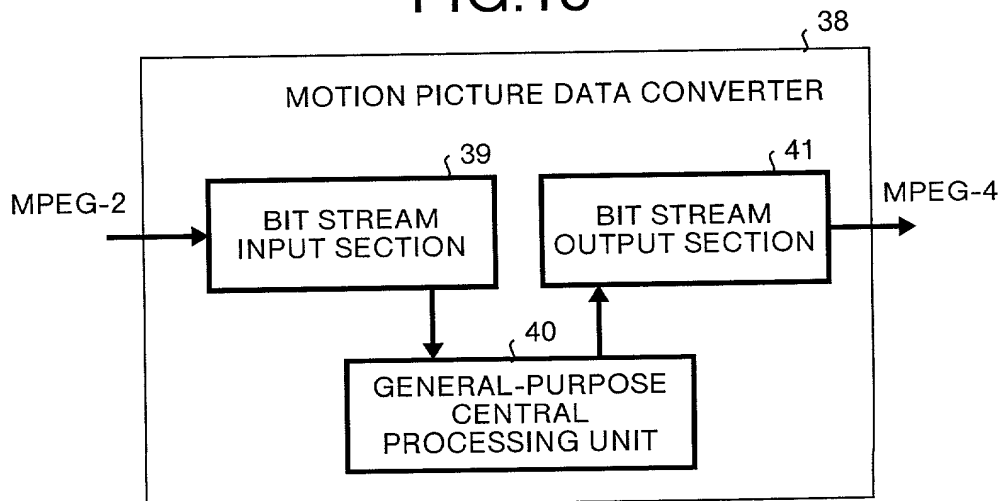 38
MOTION PICTURE DATA CONVERTER
39
41
MPEG-2
MPEG-4
BIT STREAM
INPUT SECTION
BIT STREAM
OUTPUT SECTION
40
GENERAL-PURPOSE
CENTRAL
PROCESSING UNIT